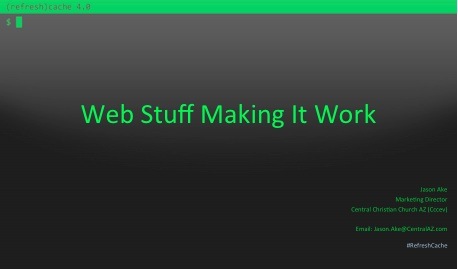 (refresh)cache 4.0
$
Web Stuff Making It Work
Jason Ake
Marketing Director
Central Christian Church AZ (Cccev)
Email: Jason.Ake@CentralAZ.com
#RefreshCache